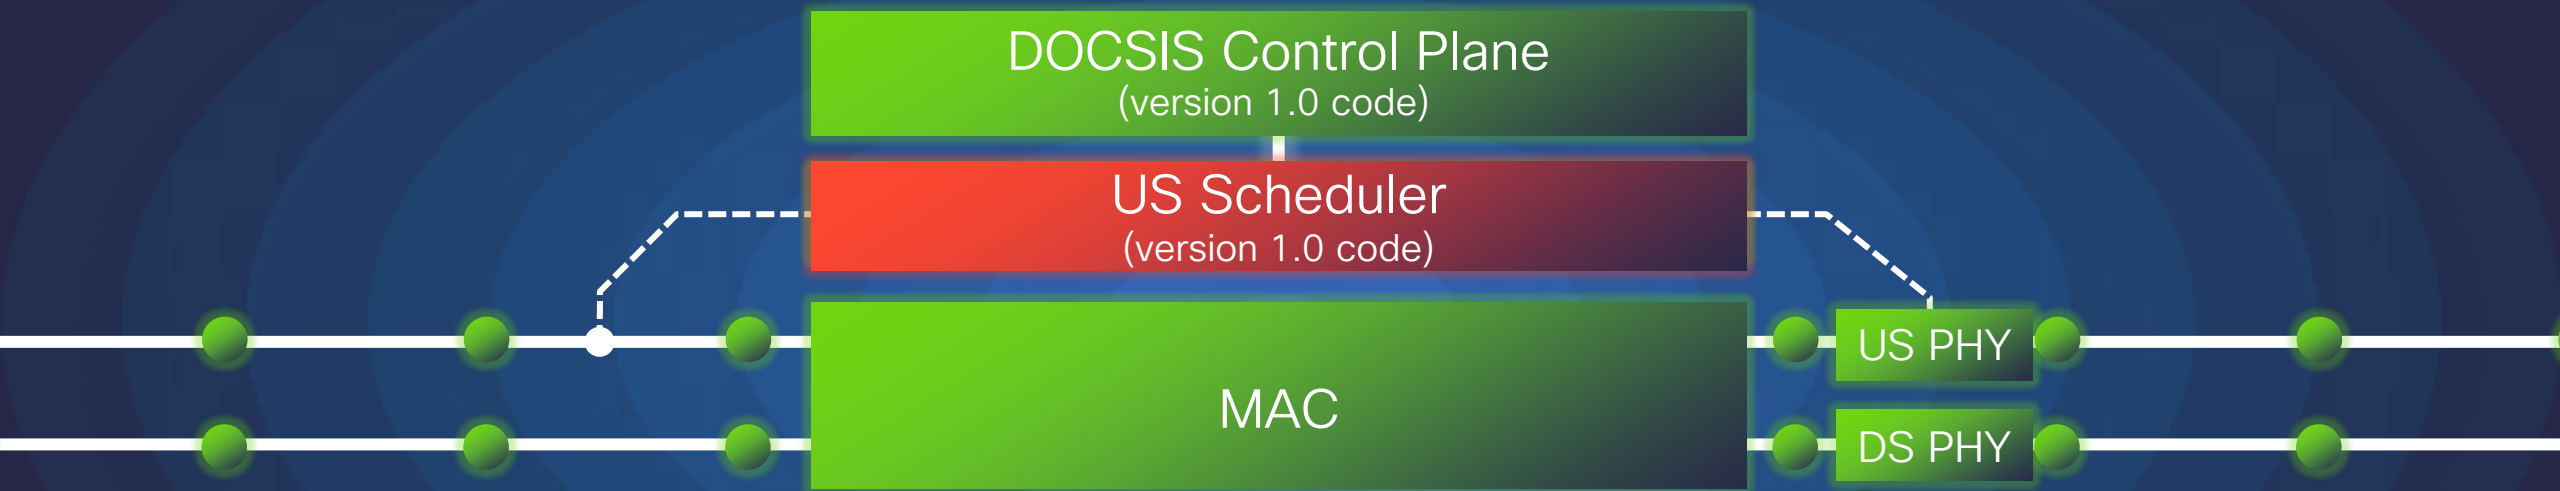 DOCSIS Control Plane
(version 1.0 code)
US Scheduler
(version 1.0 code)
US PHY
MAC
DS PHY